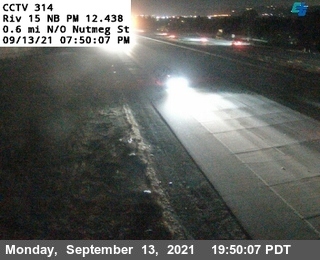 CCTV 314
Riv 15 NB PM 12.438
0.6 mi N/O Nutmeg St
09/13/21 07:50:07 PM
Monday, September 13, 2021 19:50:07 PDT